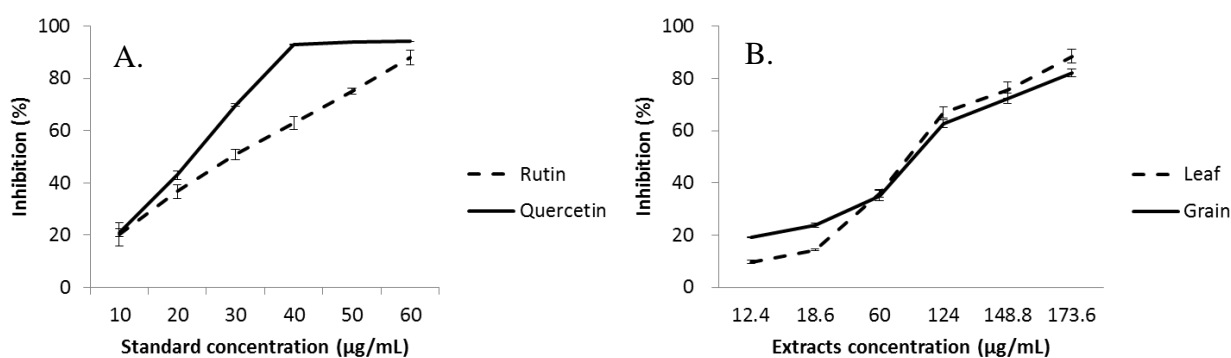 A.
Inhibition (%)
100
80
60
40
20
0
10 20 30 40 50 60
Standard concentration (µg/mL)
Rutin
Quercetin
B.
Inhibition (%)
100
80
60
40
20
0
12.4 18.6 60 124 148.8 173.6
Extracts concentration (µg/mL)
Leaf
Grain